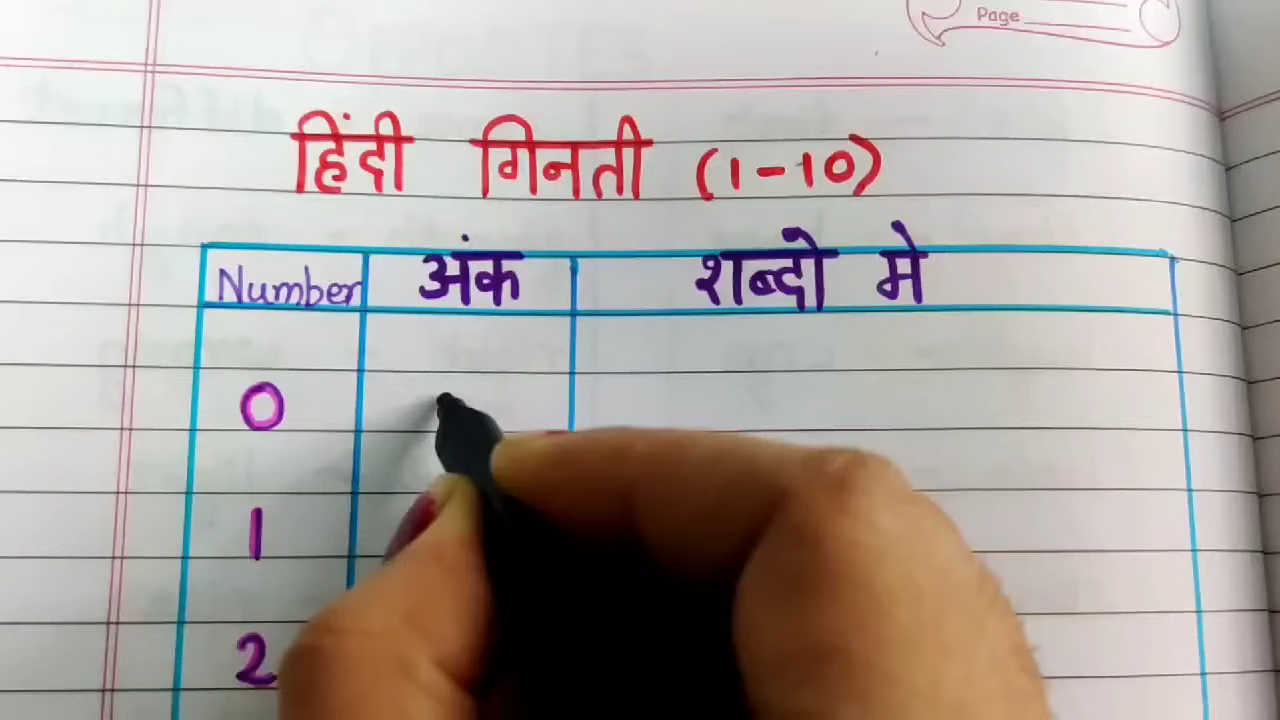 Page
हिंदी गिनती (1-10)
Number अंक शब्दो मे
0
1
2